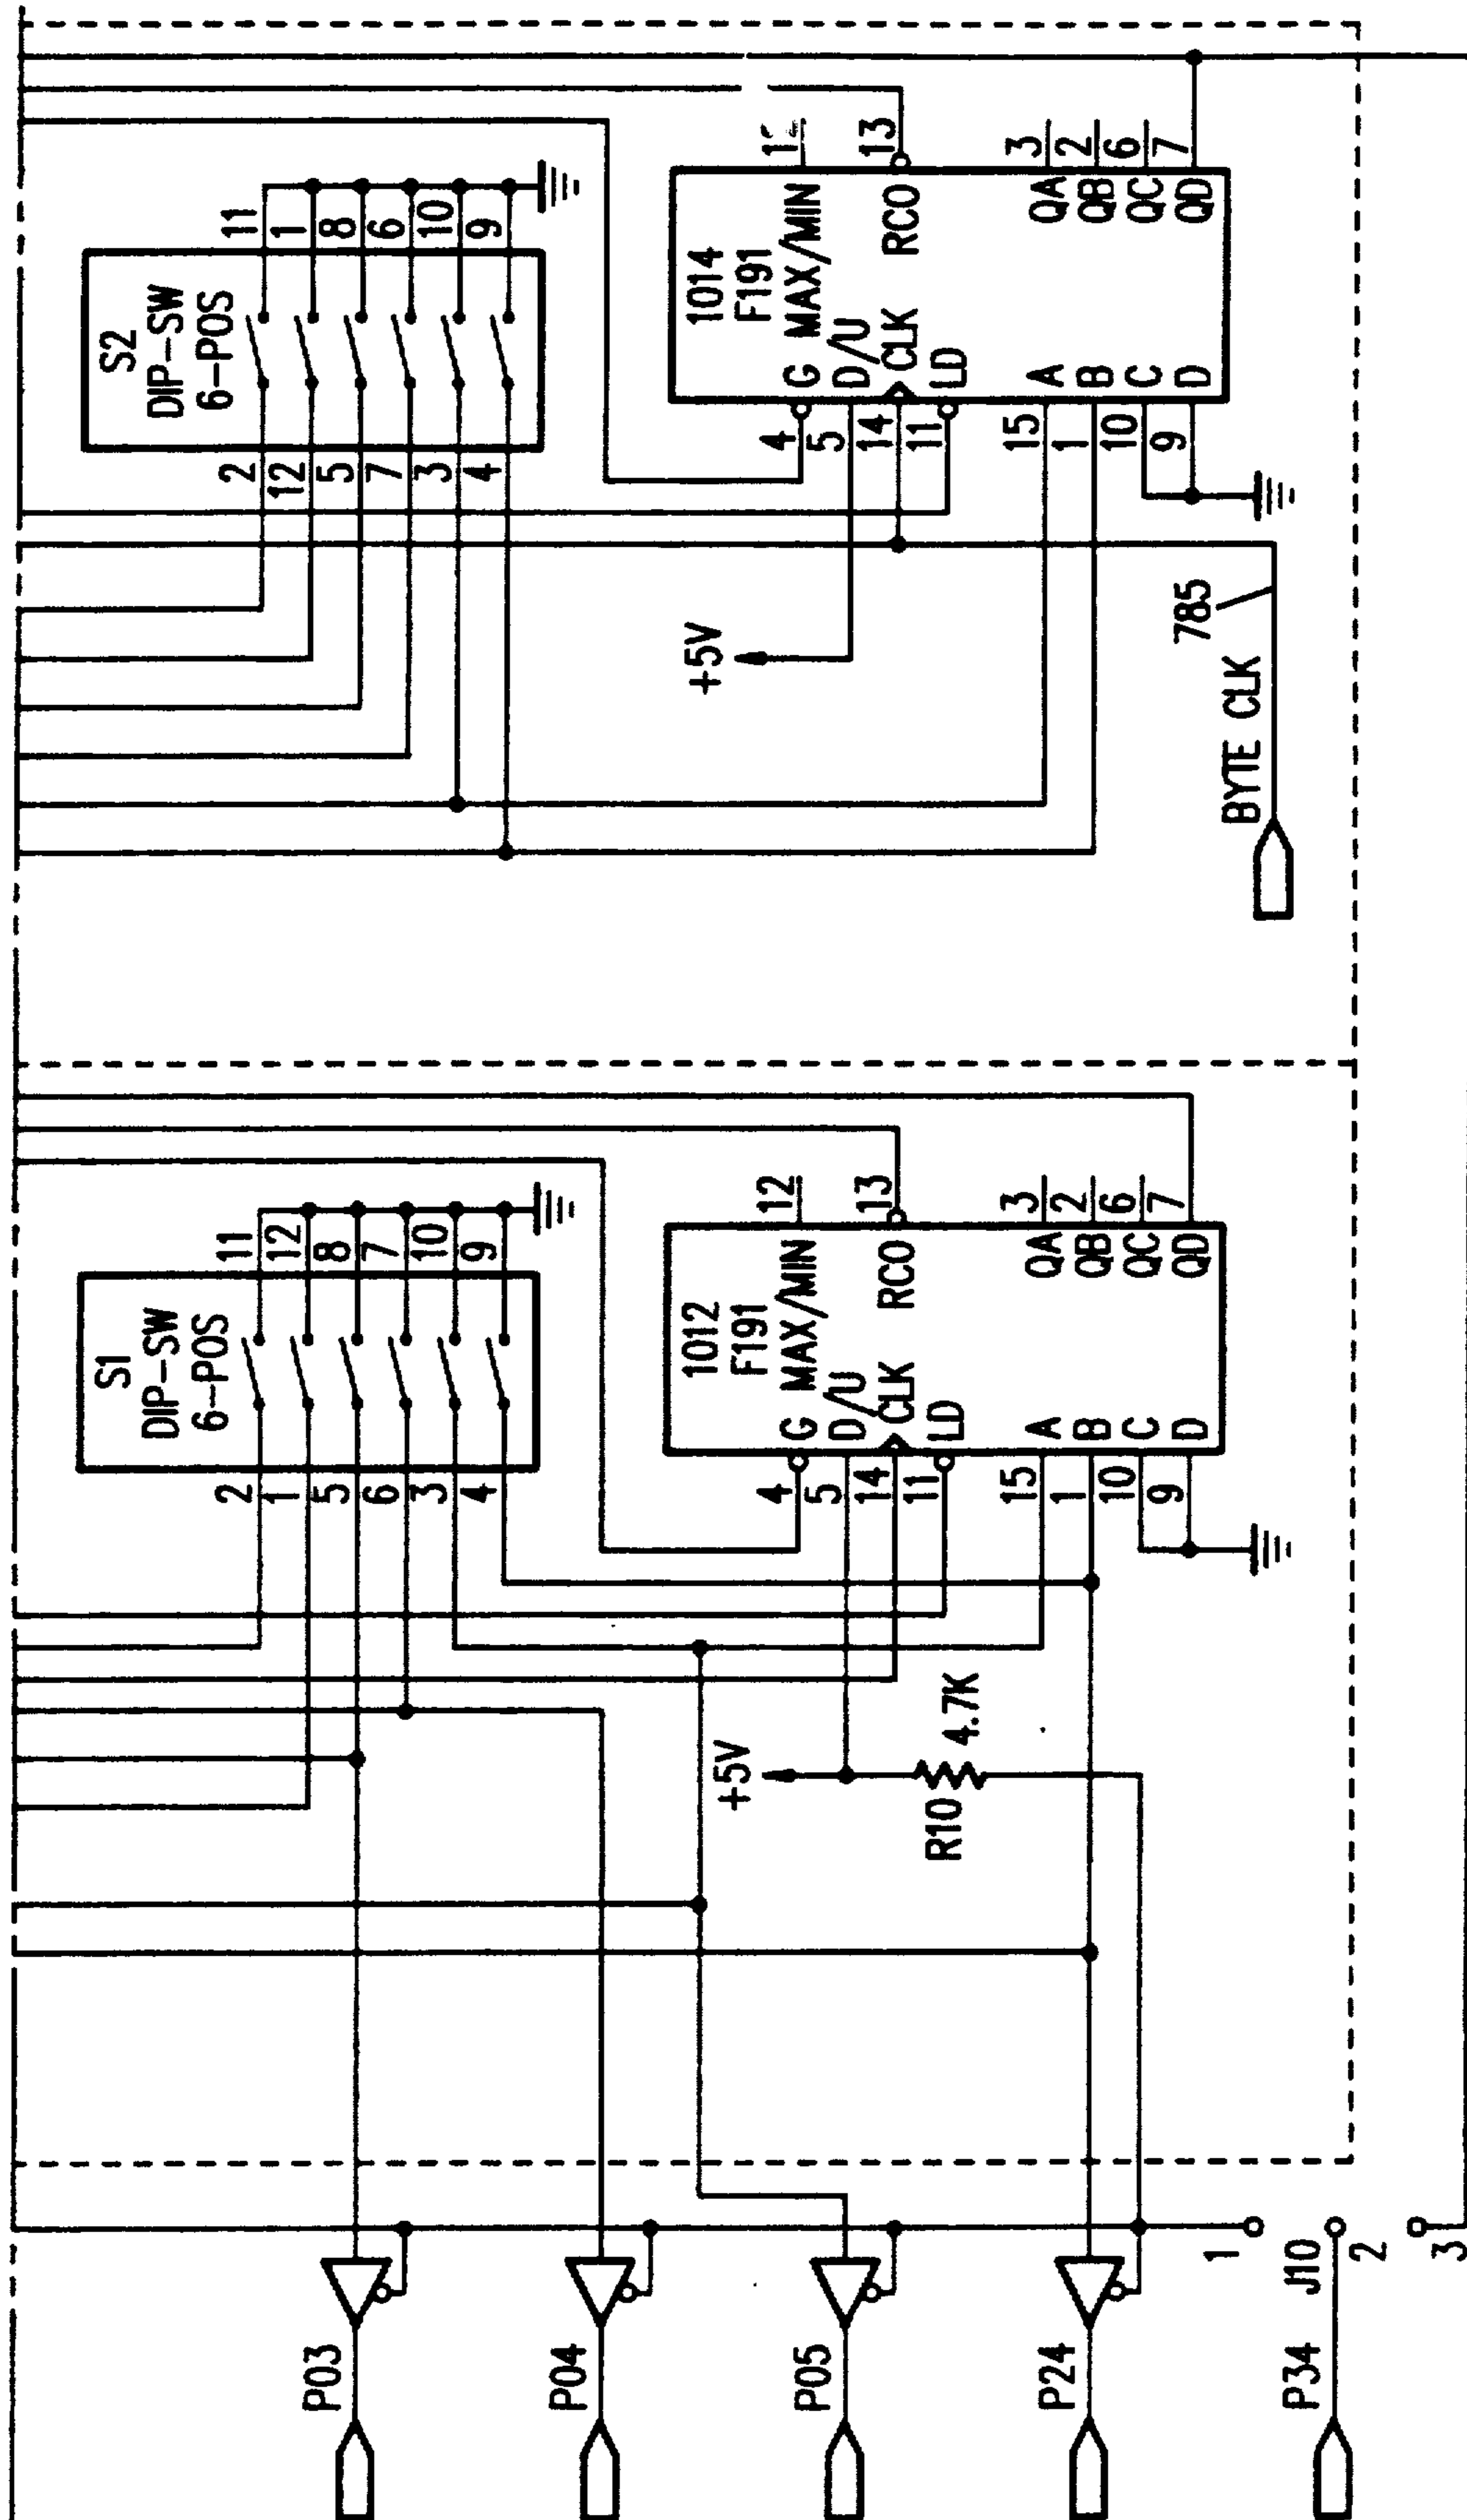 S2
DIP-SW
6-POS
11
1
8
6
10
9
2
12
5
7
3
4
1014
F191
MAX/MIN
RCO
QA
QB
QC
QD
G
D/U
CLK
LD
A
B
C
D
13
3
2
6
7
4
5
14
11
15
1
10
9
+5V
785
BYTE CLK
S1
DIP-SW
6-POS
11
12
8
7
10
9
2
1
5
6
3
4
1012
F191
MAX/MIN
RCO
QA
QB
QC
QD
G
D/U
CLK
LD
A
B
C
D
12
13
3
2
6
7
4
5
14
11
15
1
10
9
+5V
R10
4.7K
P03
P04
P05
P24
P34
J10
1
2
3